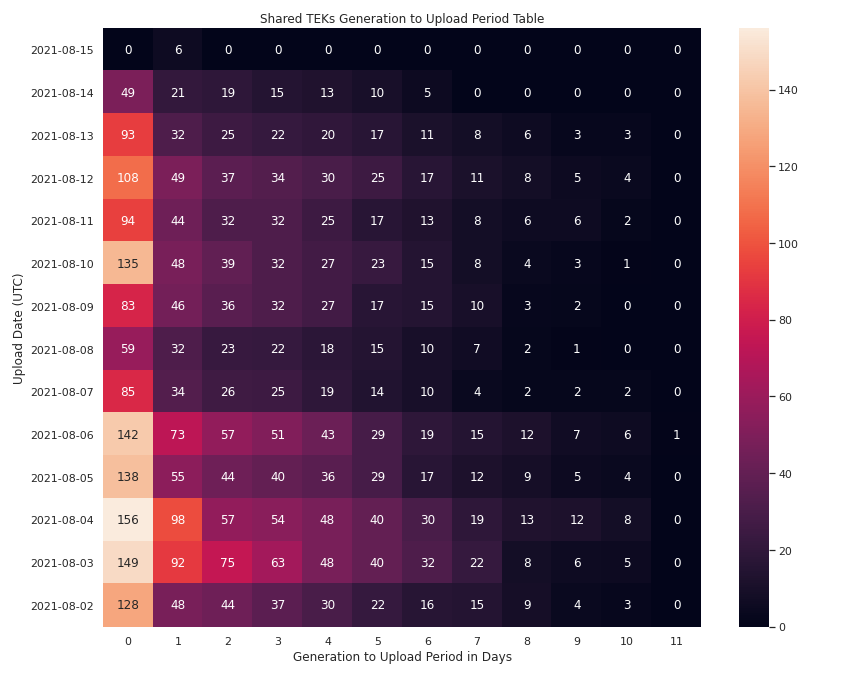 Shared TEKs Generation to Upload Period Table
Upload Date (UTC)
2021-08-15 0 6 0 0 0 0 0 0 0 0 0 0
2021-08-14 49 21 19 15 13 10 5 0 0 0 0 0
2021-08-13 93 32 25 22 20 17 11 8 6 3 3 0
2021-08-12 108 49 37 34 30 25 17 11 8 5 4 0
2021-08-11 94 44 32 32 25 17 13 8 6 6 2 0
2021-08-10 135 48 39 32 27 23 15 8 4 3 1 0
2021-08-09 83 46 36 32 27 17 15 10 3 2 0 0
2021-08-08 59 32 23 22 18 15 10 7 2 1 0 0
2021-08-07 85 34 26 25 19 14 10 4 2 2 2 0
2021-08-06 142 73 57 51 43 29 19 15 12 7 6 1
2021-08-05 138 55 44 40 36 29 17 12 9 5 4 0
2021-08-04 156 98 57 54 48 40 30 19 13 12 8 0
2021-08-03 149 92 75 63 48 40 32 22 8 6 5 0
2021-08-02 128 48 44 37 30 22 16 15 9 4 3 0
0 1 2 3 4 5 6 7 8 9 10 11
Generation to Upload Period in Days
140
120
100
80
60
40
20
0